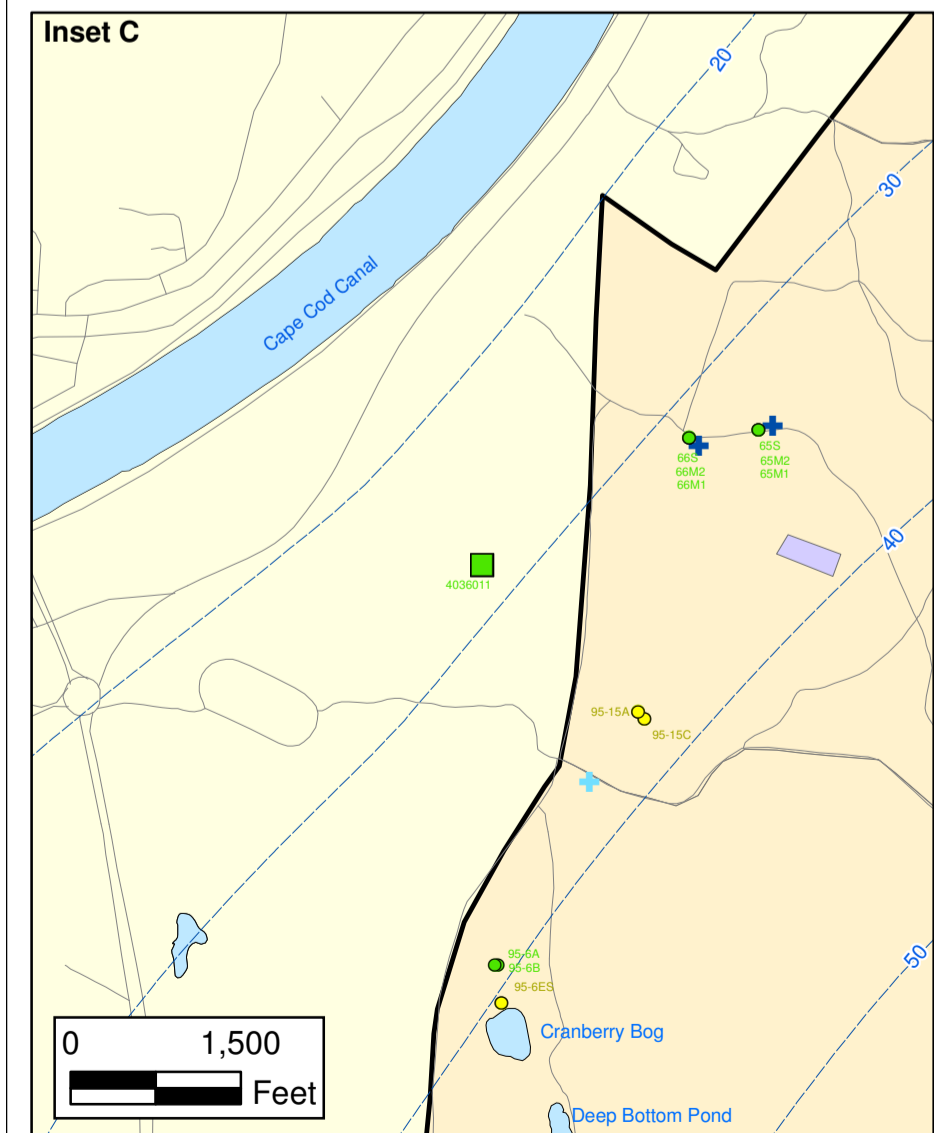 Inset C
20
30
Cape Cod Canal
66S
66M2
66M1
65S
65M2
65M1
40
4036011
95-15A
95-15C
50
95-6A
95-6B
95-6ES
Cranberry Bog
Deep Bottom Pond
0 1,500
Feet